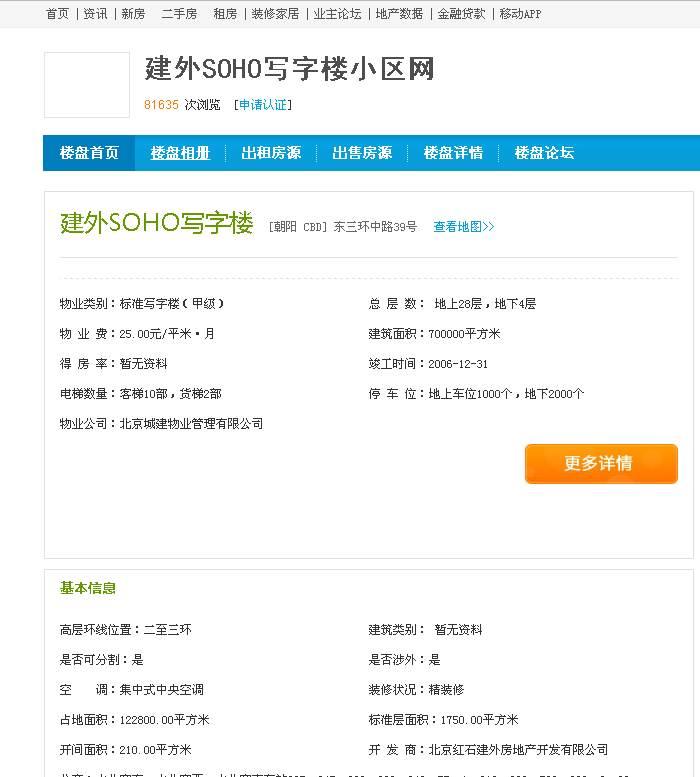 首页 | 资讯 | 新房 二手房 租房 | 装修家居 | 业主论坛 | 地产数据 | 金融贷款 | 移动APP
建外SOHO写字楼小区网
81635 次浏览 [申请认证]
楼盘首页 楼盘相册 出租房源 出售房源 楼盘详情 楼盘论坛
建外SOHO写字楼 [朝阳 CBD] 东三环中路39号 查看地图>>
物业类别：标准写字楼（甲级） 总 层 数： 地上28层，地下4层
物 业 费：25.00元/平米·月 建筑面积：700000平方米
得 房 率：暂无资料 竣工时间：2006-12-31
电梯数量：客梯10部，货梯2部 停 车 位：地上车位1000个，地下2000个
物业公司：北京城建物业管理有限公司
更多详情
基本信息
高层环线位置：二至三环 建筑类别： 暂无资料
是否可分割：是 是否涉外：是
空 调：集中式中央空调 装修状况：精装修
占地面积：122800.00平方米 标准层面积：1750.00平方米
开间面积：210.00平方米 开 发 商：北京红石建外房地产开发有限公司